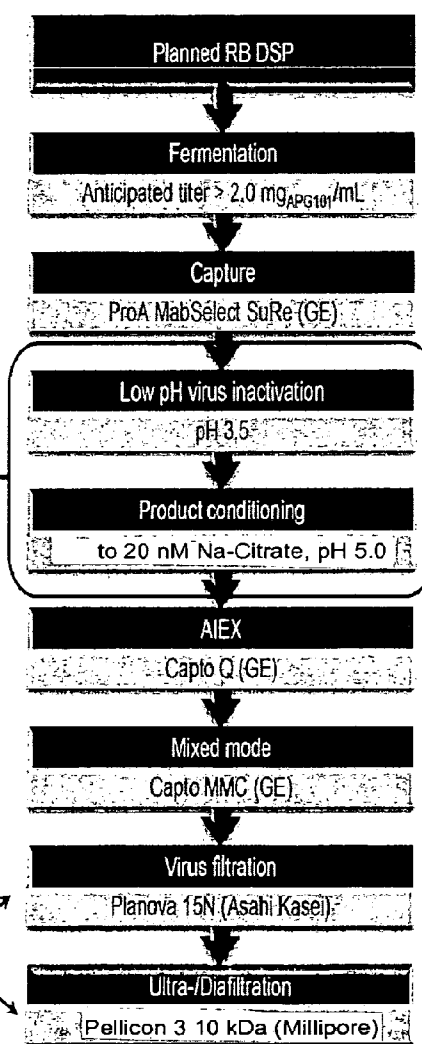 Planned RB DSP
Fermentation
Anticipated titer > 2.0 mgAPG101/mL
Capture
ProA MabSelect SuRe (GE)
Low pH virus inactivation
pH 3.5
Product conditioning
to 20 nM Na-Citrate, pH 5.0
AIEX
Capto Q (GE)
Mixed mode
Capto MMC (GE)
Virus filtration
Planova 15N (Asahi Kasei)
Ultra-/Diafiltration
Pellicon 3 10 kDa (Millipore)